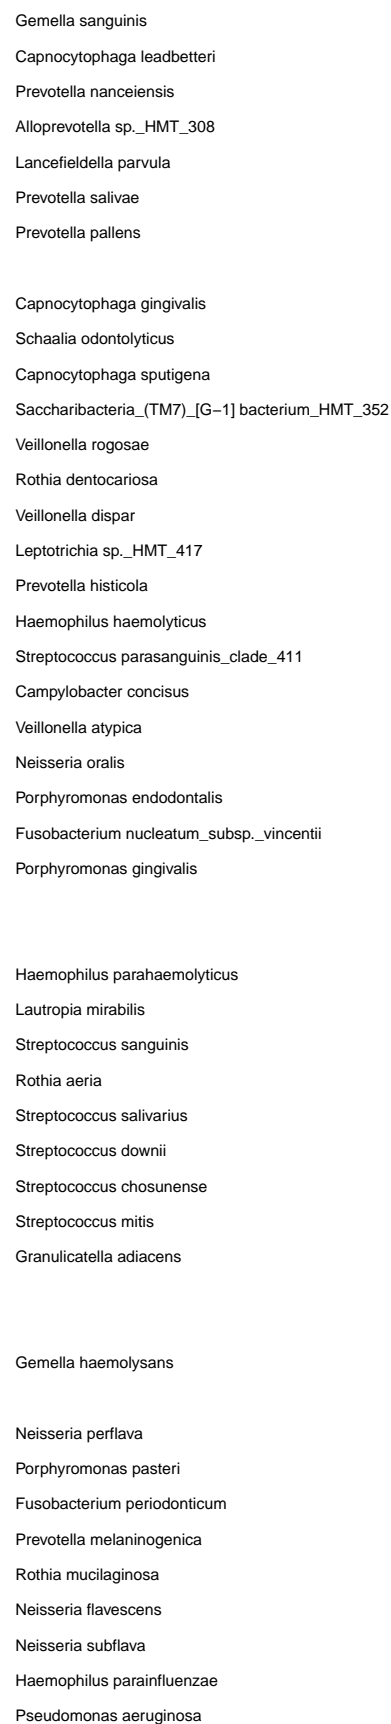 Gemella sanguinis
Capnocytophaga leadbetteri
Prevotella nanceiensis
Alloprevotella sp._HMT_308
Lancefieldella parvula
Prevotella salivae
Prevotella pallens
Capnocytophaga gingivalis
Schaalia odontolyticus
Capnocytophaga sputigena
Saccharibacteria_(TM7)_[G−1] bacterium_HMT_352
Veillonella rogosae
Rothia dentocariosa
Veillonella dispar
Leptotrichia sp._HMT_417
Prevotella histicola
Haemophilus haemolyticus
Streptococcus parasanguinis_clade_411
Campylobacter concisus
Veillonella atypica
Neisseria oralis
Porphyromonas endodontalis
Fusobacterium nucleatum_subsp._vincentii
Porphyromonas gingivalis
Haemophilus parahaemolyticus
Lautropia mirabilis
Streptococcus sanguinis
Rothia aeria
Streptococcus salivarius
Streptococcus downii
Streptococcus chosunense
Streptococcus mitis
Granulicatella adiacens
Gemella haemolysans
Neisseria perflava
Porphyromonas pasteri
Fusobacterium periodonticum
Prevotella melaninogenica
Rothia mucilaginosa
Neisseria flavescens
Neisseria subflava
Haemophilus parainfluenzae
Pseudomonas aeruginosa